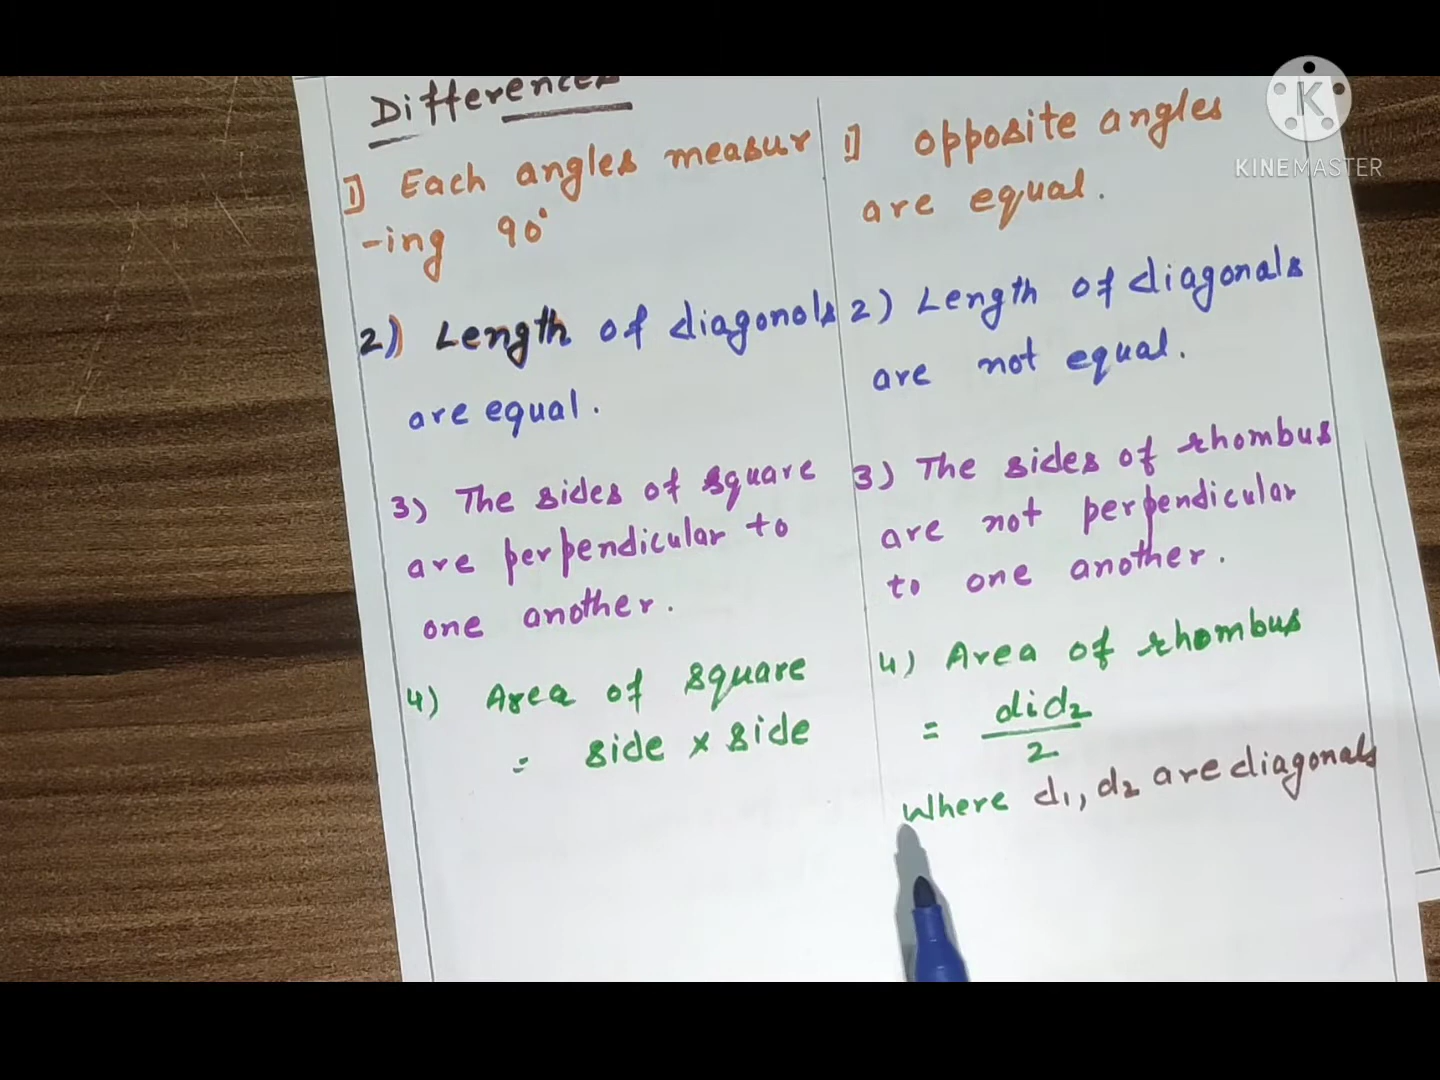 Differences
1) Each angles measur
-ing 90°
2) Length of diagonals
are equal.
3) The sides of square
are perpendicular to
one another.
4) Area of square
= side × side
1) opposite angles
are equal.
2) Length of diagonals
are not equal.
3) The sides of rhombus
are not perpendicular
to one another.
4) Area of rhombus
= d1d2
2
Where d1, d2 are diagonals
K
KINEMASTER